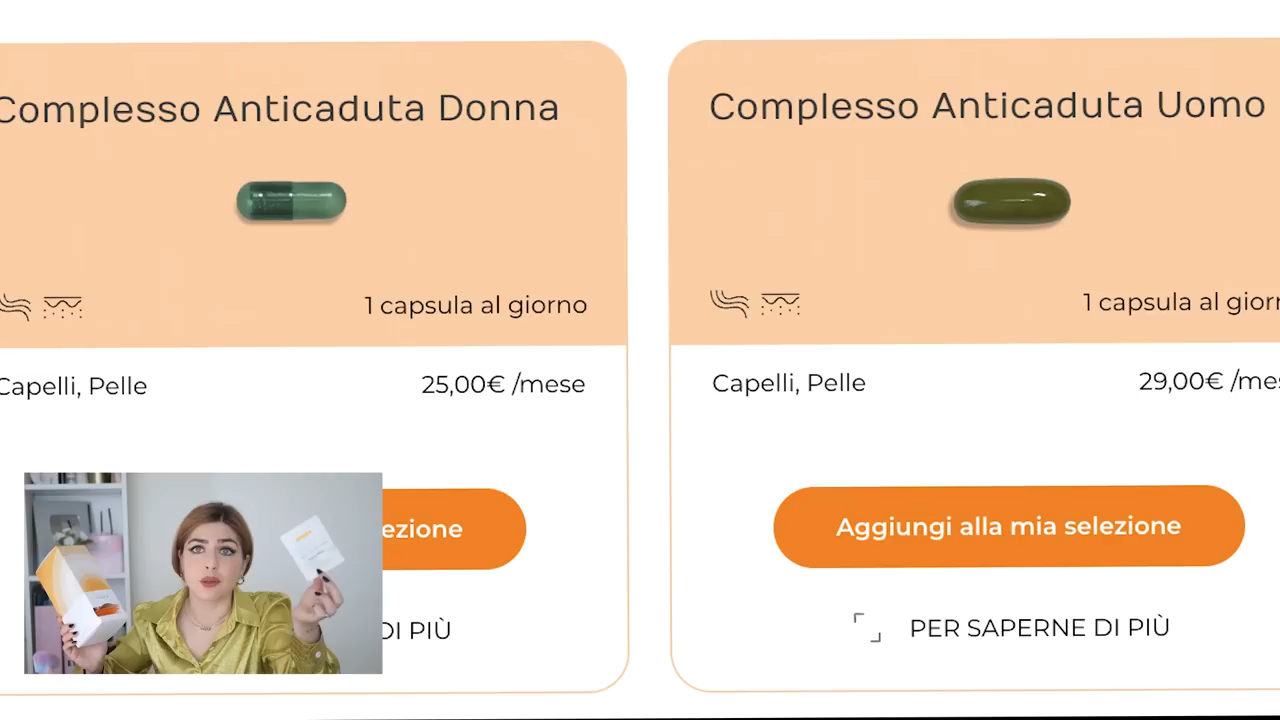 Complesso Anticaduta Donna
1 capsula al giorno
Capelli, Pelle
25,00€ /mese
ezione
DI PIÙ
Complesso Anticaduta Uomo
1 capsula al giorn
Capelli, Pelle
29,00€ /mes
Aggiungi alla mia selezione
PER SAPERNE DI PIÙ